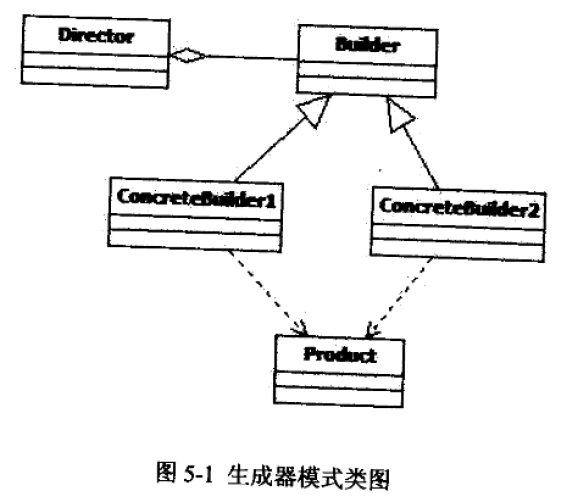 Director
Builder
ConcreteBuilder1
ConcreteBuilder2
Product
图 5-1 生成器模式类图